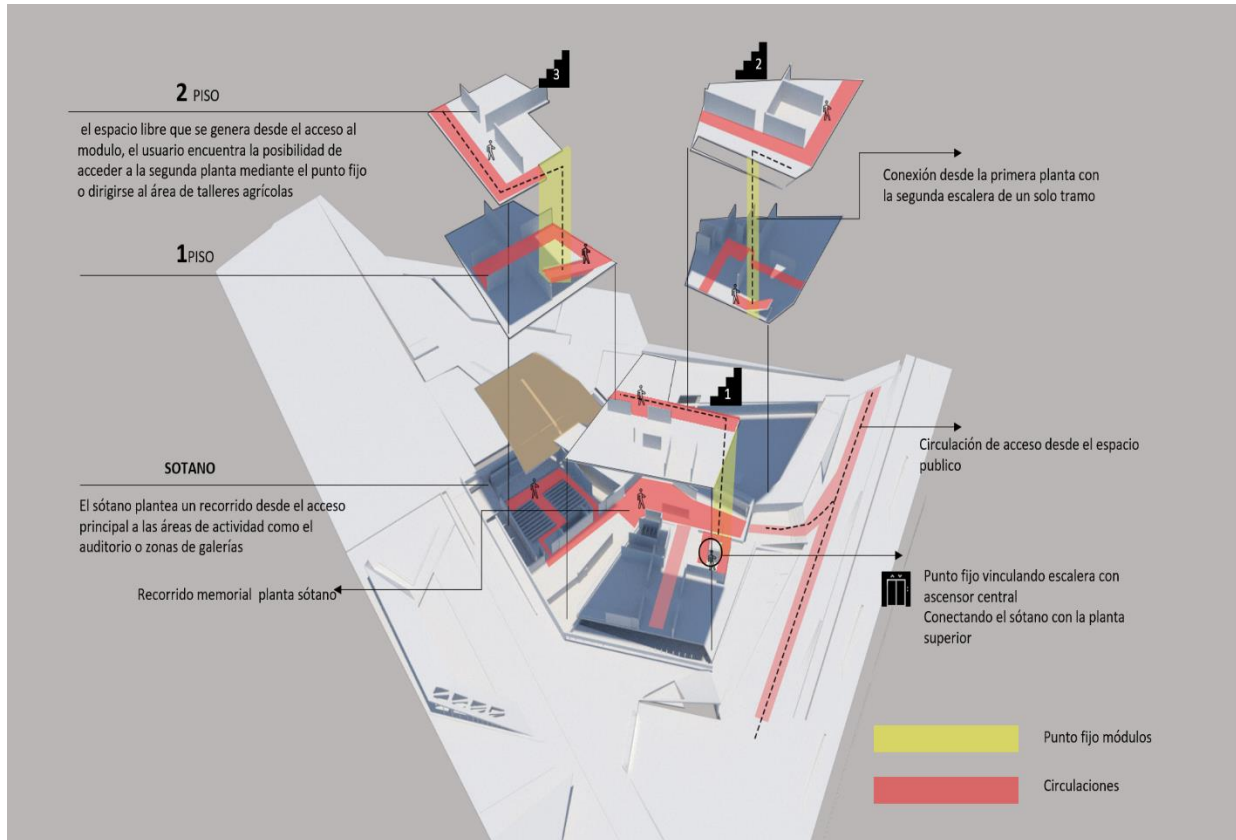 3
2
2 PISO
el espacio libre que se genera desde el acceso al
modulo, el usuario encuentra la posibilidad de
acceder a la segunda planta mediante el punto fijo
o dirigirse al área de talleres agrícolas
Conexión desde la primera planta con
la segunda escalera de un solo tramo
1 PISO
1
Circulación de acceso desde el espacio
publico
SOTANO
El sótano plantea un recorrido desde el acceso
principal a las áreas de actividad como el
auditorio o zonas de galerías
Recorrido memorial planta sótano
Punto fijo vinculando escalera con
ascensor central
Conectando el sótano con la planta
superior
Punto fijo módulos
Circulaciones